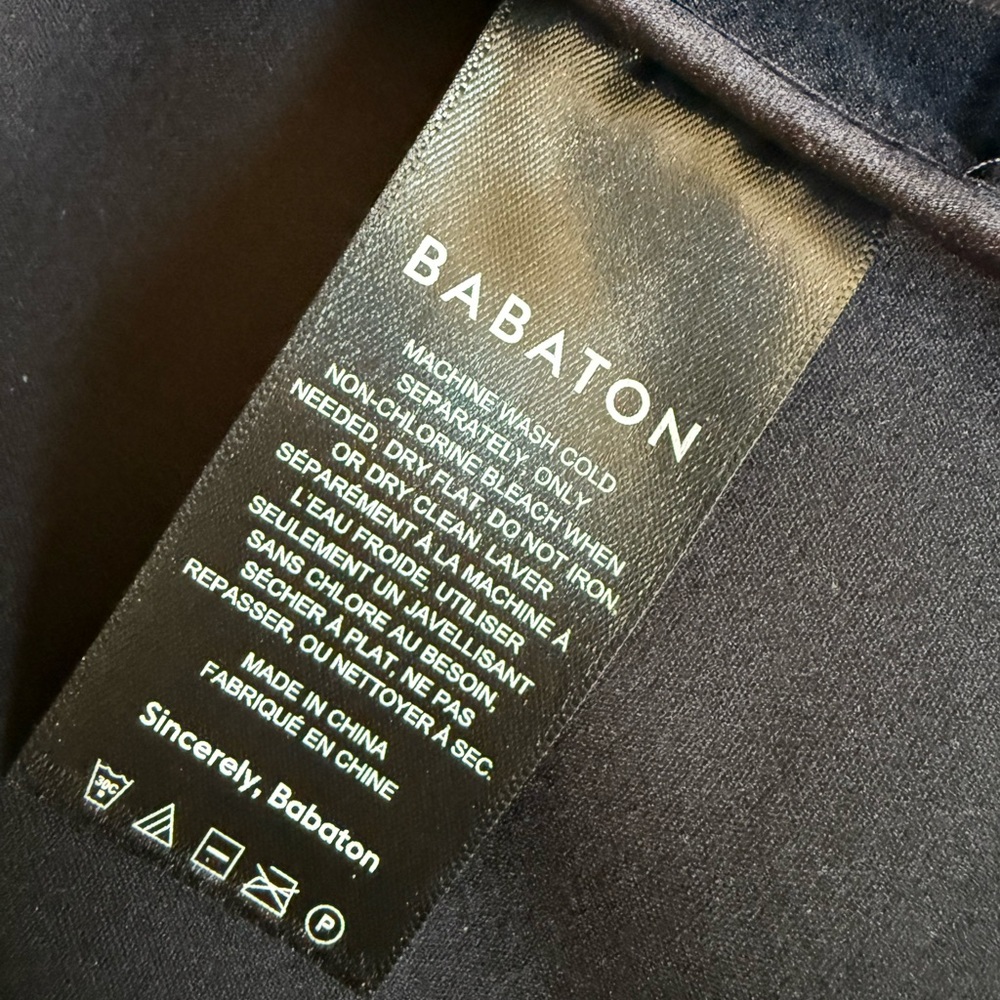 BABATON
MACHINE WASH COLD
SEPARATELY, ONLY
NON-CHLORINE BLEACH WHEN
NEEDED, DRY FLAT, DO NOT IRON,
OR DRY CLEAN. LAVER
SÉPARÉMENT À LA MACHINE À
L'EAU FROIDE, UTILISER
SEULEMENT UN JAVELLISANT
SANS CHLORE AU BESOIN,
SÉCHER À PLAT, NE PAS
REPASSER, OU NETTOYER À SEC.
MADE IN CHINA
FABRIQUÉ EN CHINE
Sincerely, Babaton
30C
P